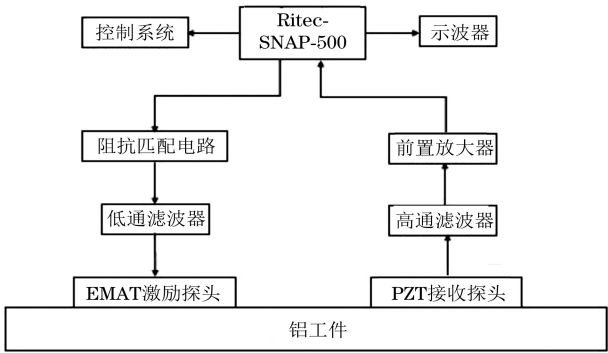 控制系统
Ritec-
SNAP-500
示波器
阻抗匹配电路
前置放大器
低通滤波器
高通滤波器
EMAT激励探头
PZT接收探头
铝工件